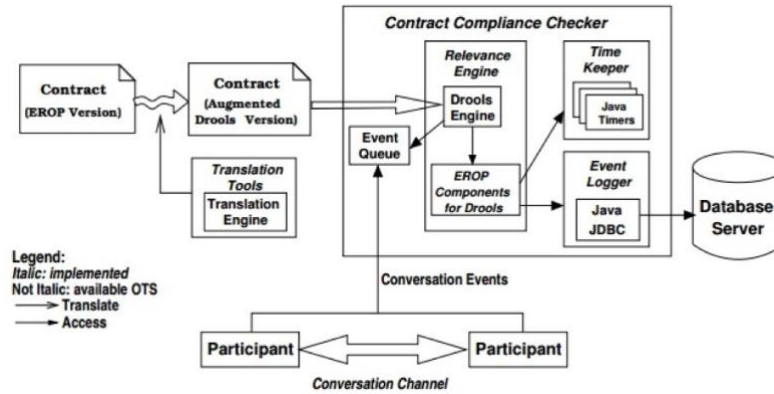 Contract Compliance Checker
Contract
(EROP Version)
Contract
(Augmented
Drools Version)
Translation
Tools
Translation
Engine
Relevance
Engine
Drools
Engine
Event
Queue
EROP
Components
for Drools
Time
Keeper
Java
Timers
Event
Logger
Java
JDBC
Database
Server
Legend:
Italic: implemented
Not Italic: available OTS
Translate
Access
Conversation Events
Participant
Participant
Conversation Channel